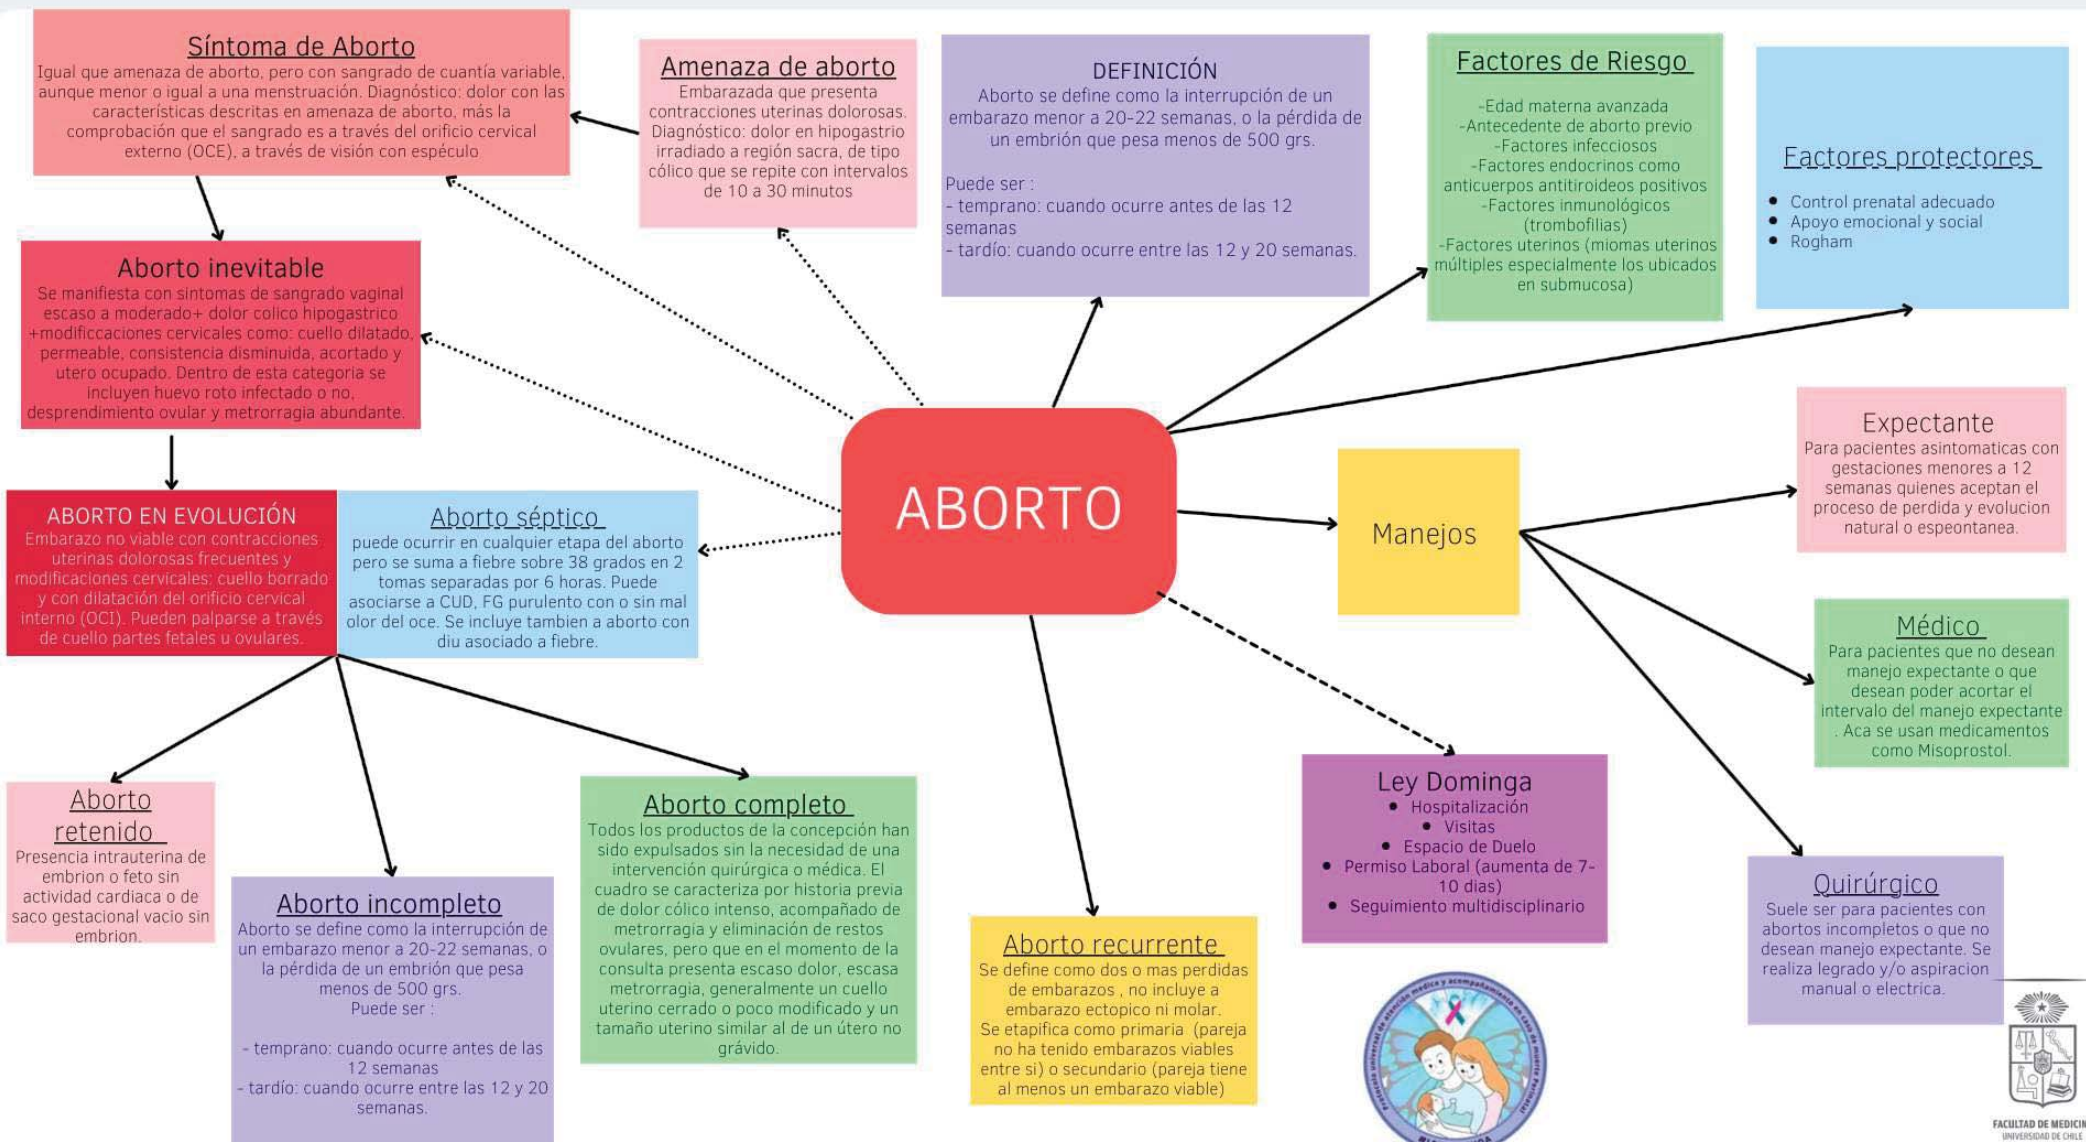 Síntoma de Aborto
Igual que amenaza de aborto, pero con sangrado de cuantía variable,
aunque menor o igual a una menstruación. Diagnóstico: dolor con las
características descritas en amenaza de aborto, más la
comprobación que el sangrado es a través del orificio cervical
externo (OCE), a través de visión con espéculo
Amenaza de aborto
Embarazada que presenta
contracciones uterinas dolorosas.
Diagnóstico: dolor en hipogastrio
irradiado a región sacra, de tipo
cólico que se repite con intervalos
de 10 a 30 minutos
DEFINICIÓN
Aborto se define como la interrupción de un
embarazo menor a 20-22 semanas, o la pérdida de
un embrión que pesa menos de 500 grs.
Puede ser :
- temprano: cuando ocurre antes de las 12
semanas
- tardío: cuando ocurre entre las 12 y 20 semanas.
Factores de Riesgo
-Edad materna avanzada
-Antecedente de aborto previo
-Factores infecciosos
-Factores endocrinos como
anticuerpos antitiroideos positivos
-Factores inmunológicos
(trombofilias)
-Factores uterinos (miomas uterinos
múltiples especialmente los ubicados
en submucosa)
Factores protectores
• Control prenatal adecuado
• Apoyo emocional y social
• Rogham
Aborto inevitable
Se manifiesta con sintomas de sangrado vaginal
escaso a moderado+ dolor colico hipogastrico
+modificcaciones cervicales como: cuello dilatado,
permeable, consistencia disminuida, acortado y
utero ocupado. Dentro de esta categoria se
incluyen huevo roto infectado o no,
desprendimiento ovular y metrorragia abundante.
ABORTO EN EVOLUCIÓN
Embarazo no viable con contracciones
uterinas dolorosas frecuentes y
modificaciones cervicales: cuello borrado
y con dilatación del orificio cervical
interno (OCI). Pueden palparse a través
de cuello partes fetales u ovulares.
Aborto séptico
puede ocurrir en cualquier etapa del aborto
pero se suma a fiebre sobre 38 grados en 2
tomas separadas por 6 horas. Puede
asociarse a CUD, FG purulento con o sin mal
olor del oce. Se incluye tambien a aborto con
diu asociado a fiebre.
ABORTO
Manejos
Expectante
Para pacientes asintomaticas con
gestaciones menores a 12
semanas quienes aceptan el
proceso de perdida y evolucion
natural o espeontanea.
Médico
Para pacientes que no desean
manejo expectante o que
desean poder acortar el
intervalo del manejo expectante
. Aca se usan medicamentos
como Misoprostol.
Quirúrgico
Suele ser para pacientes con
abortos incompletos o que no
desean manejo expectante. Se
realiza legrado y/o aspiracion
manual o electrica.
Aborto
retenido
Presencia intrauterina de
embrion o feto sin
actividad cardiaca o de
saco gestacional vacio sin
embrion.
Aborto incompleto
Aborto se define como la interrupción de
un embarazo menor a 20-22 semanas, o
la pérdida de un embrión que pesa
menos de 500 grs.
Puede ser :
- temprano: cuando ocurre antes de las
12 semanas
- tardío: cuando ocurre entre las 12 y 20
semanas.
Aborto completo
Todos los productos de la concepción han
sido expulsados sin la necesidad de una
intervención quirúrgica o médica. El
cuadro se caracteriza por historia previa
de dolor cólico intenso, acompañado de
metrorragia y eliminación de restos
ovulares, pero que en el momento de la
consulta presenta escaso dolor, escasa
metrorragia, generalmente un cuello
uterino cerrado o poco modificado y un
tamaño uterino similar al de un útero no
grávido.
Aborto recurrente
Se define como dos o mas perdidas
de embarazos , no incluye a
embarazo ectopico ni molar.
Se etapifica como primaria (pareja
no ha tenido embarazos viables
entre si) o secundario (pareja tiene
al menos un embarazo viable)
Ley Dominga
• Hospitalización
• Visitas
• Espacio de Duelo
• Permiso Laboral (aumenta de 7-
10 dias)
• Seguimiento multidisciplinario
Protocolo universal de atención medica y acompañamiento en caso de muerte Perinatal
FACULTAD DE MEDICIN
UNIVERSIDAD DE CHILE